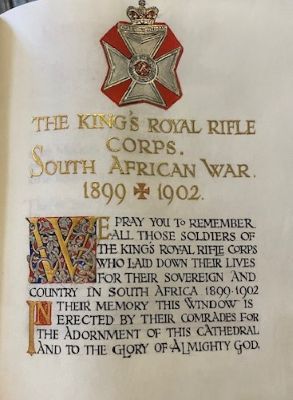 THE KING'S ROYAL RIFLE
CORPS.
SOUTH AFRICAN WAR.
1899 ✠ 1902.
WE PRAY YOU TO REMEMBER
ALL THOSE SOLDIERS OF
THE KING'S ROYAL RIFLE CORPS
WHO LAID DOWN THEIR LIVES
FOR THEIR SOVEREIGN AND
COUNTRY IN SOUTH AFRICA 1899-1902
IN THEIR MEMORY THIS WINDOW IS
ERECTED BY THEIR COMRADES FOR
THE ADORNMENT OF THIS CATHEDRAL
AND TO THE GLORY OF ALMIGHTY GOD.